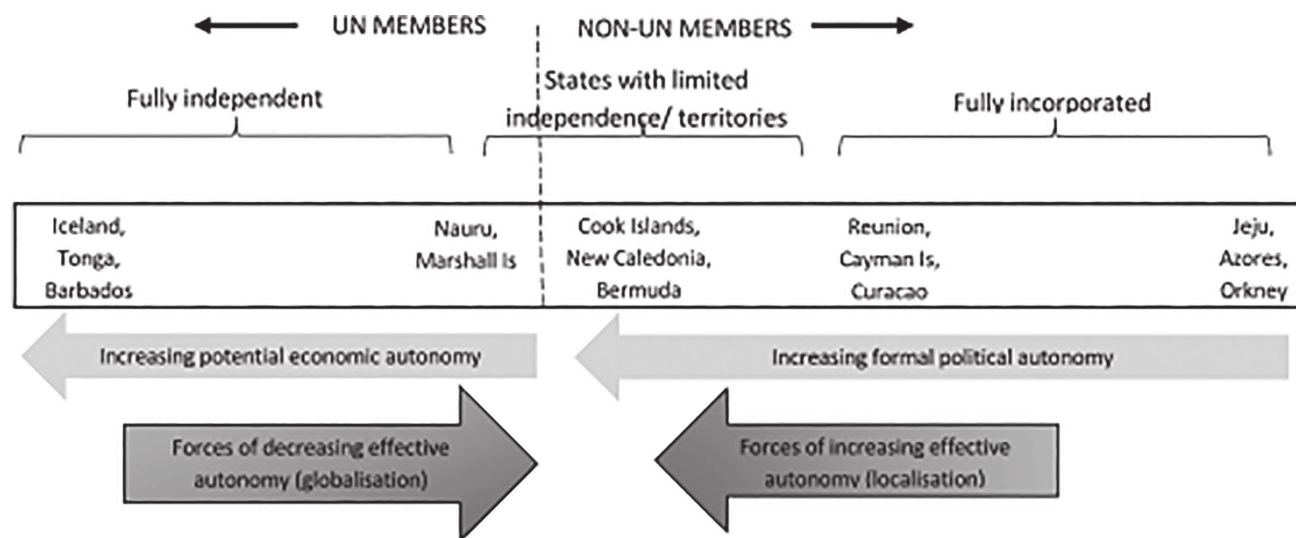 UN MEMBERS
NON-UN MEMBERS
Fully independent
States with limited
independence/ territories
Fully incorporated
Iceland,
Tonga,
Barbados
Nauru,
Marshall Is
Cook Islands,
New Caledonia,
Bermuda
Reunion,
Cayman Is,
Curacao
Jeju,
Azores,
Orkney
Increasing potential economic autonomy
Increasing formal political autonomy
Forces of decreasing effective
autonomy (globalisation)
Forces of increasing effective
autonomy (localisation)